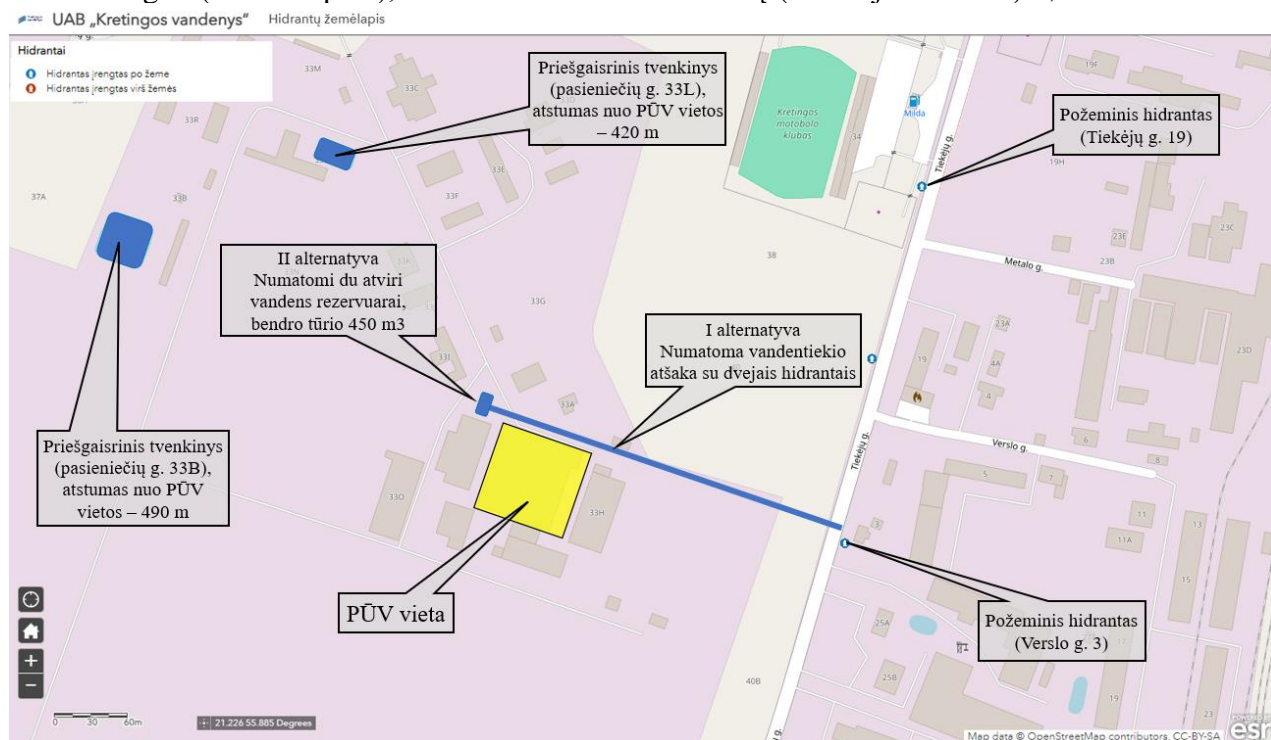 UAB „Kretingos vandenys“ Hidrantų žemėlapis
Hidrantai
Hidrantas įrengtas po žeme
Hidrantas įrengtas virš žemės
Priešgaisrinis tvenkinys
(pasieniečių g. 33L),
atstumas nuo PŪV vietos
– 420 m
Kretingos
motobolo
klubas
Milda
Požeminis hidrantas
(Tiekėjų g. 19)
II alternatyva
Numatomi du atviri
vandens rezervuarai,
bendro tūrio 450 m3
I alternatyva
Numatoma vandentiekio
atšaka su dvejais hidrantais
Priešgaisrinis tvenkinys
(pasieniečių g. 33B),
atstumas nuo PŪV
vietos – 490 m
PŪV vieta
Požeminis hidrantas
(Verslo g. 3)
Tiekėjų g.
Metalo g.
Tiekėjų g.
Verslo g.
33M
33C
33R
33E
33F
33B
37A
34
19F
19H
23C
23E
23B
38
33G
33I
33A
23A
4A
19
4
23D
6
8
5
7
33O
33H
3
11
13
11A
15
25A
25B
17
19
23
40B
0 30 60m
21.226 55.885 Degrees
Map data © OpenStreetMap contributors, CC-BY-SA
POWERED BY
esri